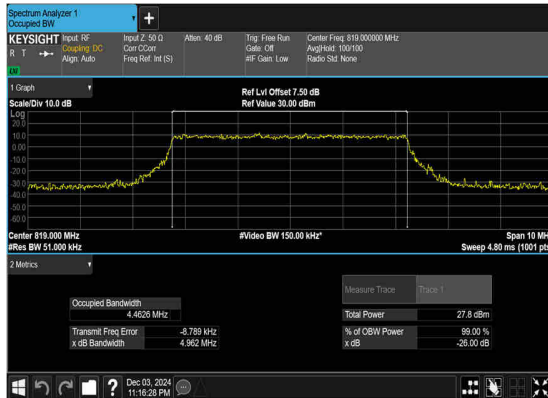 Spectrum Analyzer 1
Occupied BW
KEYSIGHT
R T
Input: RF
Coupling: DC
Align: Auto
Input Z: 50 Ω
Corr CCorr
Freq Ref: Int (S)
Atten: 40 dB
Trig: Free Run
Gate: Off
#IF Gain: Low
Center Freq: 819.000000 MHz
Avg|Hold: 100/100
Radio Std: None
1 Graph
Scale/Div 10.0 dB
Ref Lvl Offset 7.50 dB
Ref Value 30.00 dBm
Log
20.0
10.0
0.00
-10.0
-20.0
-30.0
-40.0
-50.0
-60.0
Center 819.000 MHz
#Res BW 51.000 kHz
#Video BW 150.00 kHz*
Span 10 MH
Sweep 4.80 ms (1001 pts
2 Metrics
Measure Trace
Trace 1
Occupied Bandwidth
4.4626 MHz
Total Power
27.8 dBm
Transmit Freq Error
-8.789 kHz
% of OBW Power
99.00 %
x dB Bandwidth
4.962 MHz
x dB
-26.00 dB
?
Dec 03, 2024
11:16:28 PM